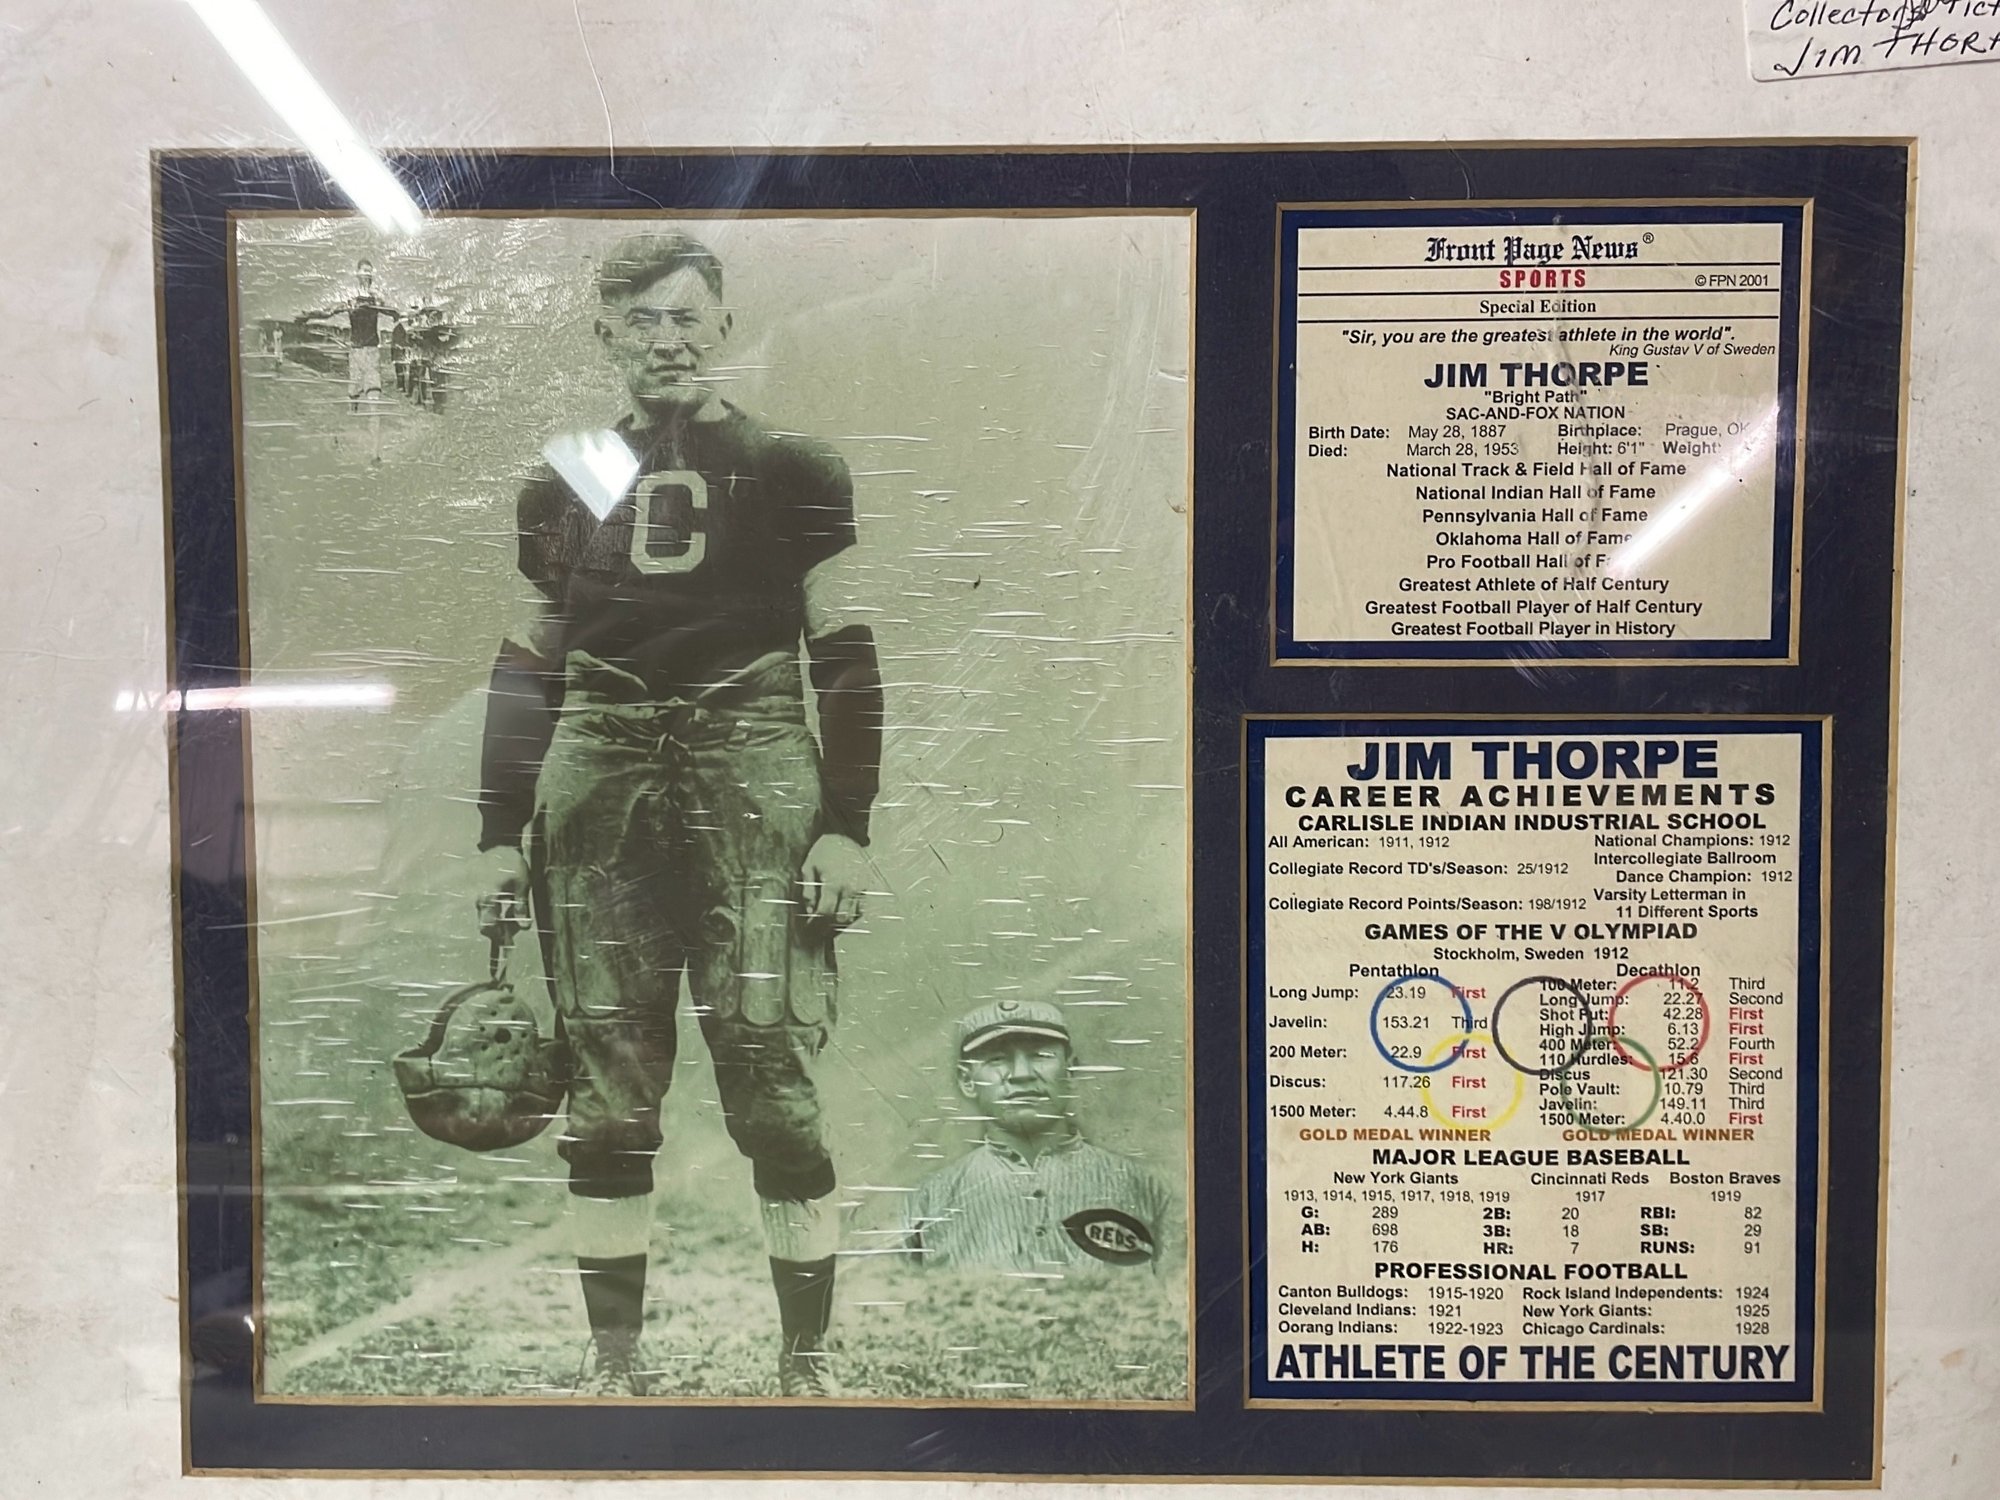 Collector's
JIM
C
C
REDS
Front Page News®
SPORTS
© FPN 2001
Special Edition
"Sir, you are the greatest athlete in the world".
King Gustav V of Sweden
JIM THORPE
"Bright Path"
SAC-AND-FOX NATION
Birth Date: May 28, 1887 Birthplace: Prague, OK
Died: March 28, 1953 Height: 6'1" Weight:
National Track & Field Hall of Fame
National Indian Hall of Fame
Pennsylvania Hall of Fame
Oklahoma Hall of Fame
Pro Football Hall of
Greatest Athlete of Half Century
Greatest Football Player of Half Century
Greatest Football Player in History
JIM THORPE
CAREER ACHIEVEMENTS
CARLISLE INDIAN INDUSTRIAL SCHOOL
All American: 1911, 1912
Collegiate Record TD's/Season: 25/1912
Collegiate Record Points/Season: 198/1912
National Champions: 1912
Intercollegiate Ballroom
Dance Champion: 1912
Varsity Letterman in
11 Different Sports
GAMES OF THE V OLYMPIAD
Stockholm, Sweden 1912
Pentathlon
Long Jump: 23.19 First
Javelin: 153.21 Third
200 Meter: 22.9 First
Discus: 117.26 First
1500 Meter: 4.44.8 First
GOLD MEDAL WINNER
Decathlon
100 Meter: 11.2 Third
Long Jump: 22.27 Second
Shot Put: 42.28 First
High Jump: 6.13 First
400 Meter: 52.2 Fourth
110 Hurdles: 15.6 First
Discus 121.30 Second
Pole Vault: 10.79 Third
Javelin: 149.11 Third
1500 Meter: 4.40.0 First
GOLD MEDAL WINNER
MAJOR LEAGUE BASEBALL
New York Giants Cincinnati Reds Boston Braves
1913, 1914, 1915, 1917, 1918, 1919 1917 1919
G: 289 2B: 20 RBI: 82
AB: 698 3B: 18 SB: 29
H: 176 HR: 7 RUNS: 91
PROFESSIONAL FOOTBALL
Canton Bulldogs: 1915-1920 Rock Island Independents: 1924
Cleveland Indians: 1921 New York Giants: 1925
Oorang Indians: 1922-1923 Chicago Cardinals: 1928
ATHLETE OF THE CENTURY